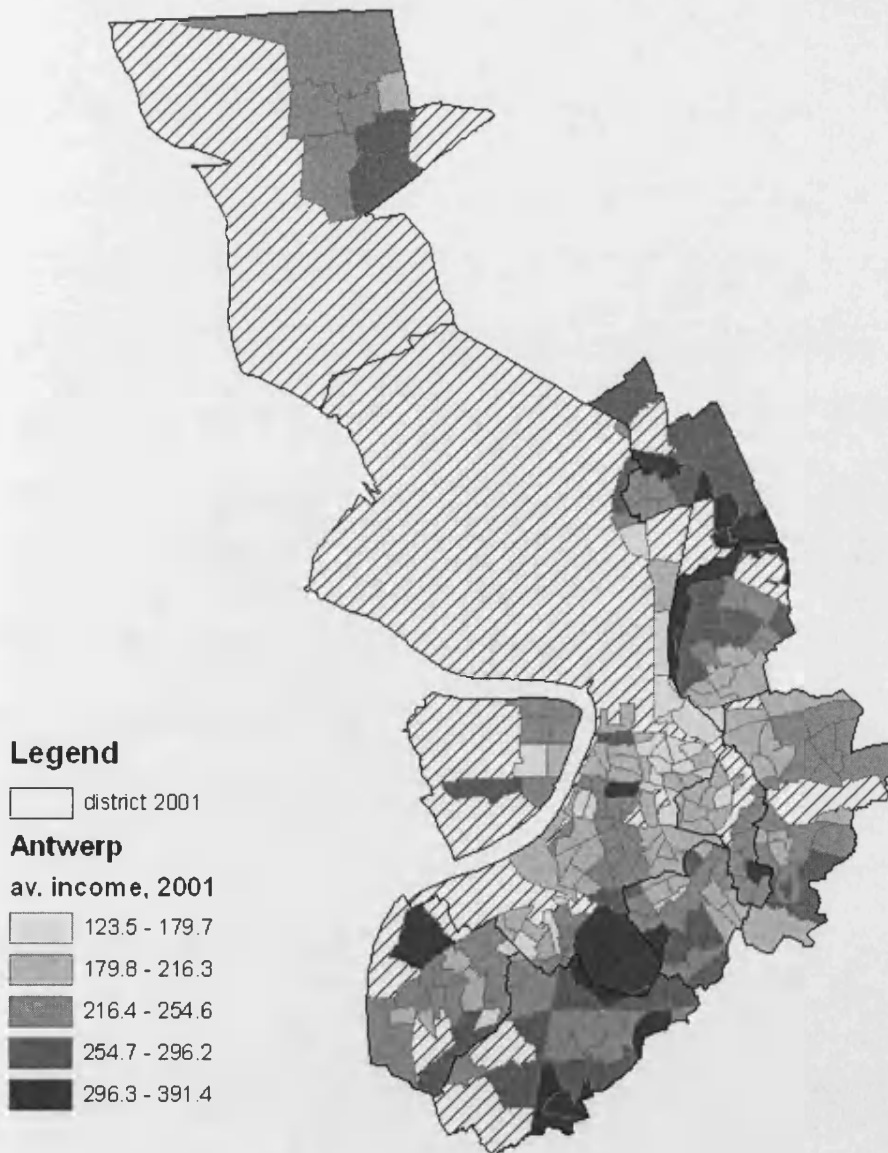 Legend
district 2001
Antwerp
av. income, 2001
123.5 - 179.7
179.8 - 216.3
216.4 - 254.6
254.7 - 296.2
296.3 - 391.4